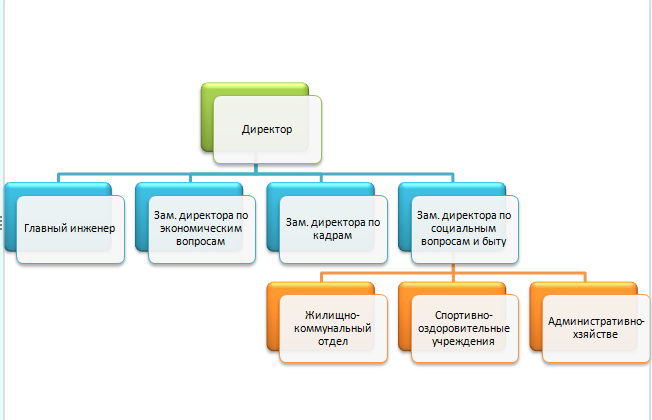 Директор
Главный инженер
Зам. директора по
экономическим
вопросам
Зам. директора по
кадрам
Зам. директора по
социальным
вопросам и быту
Жилищно-
коммунальный
отдел
Спортивно-
оздоровительные
учреждения
Административно-
хзяйстве